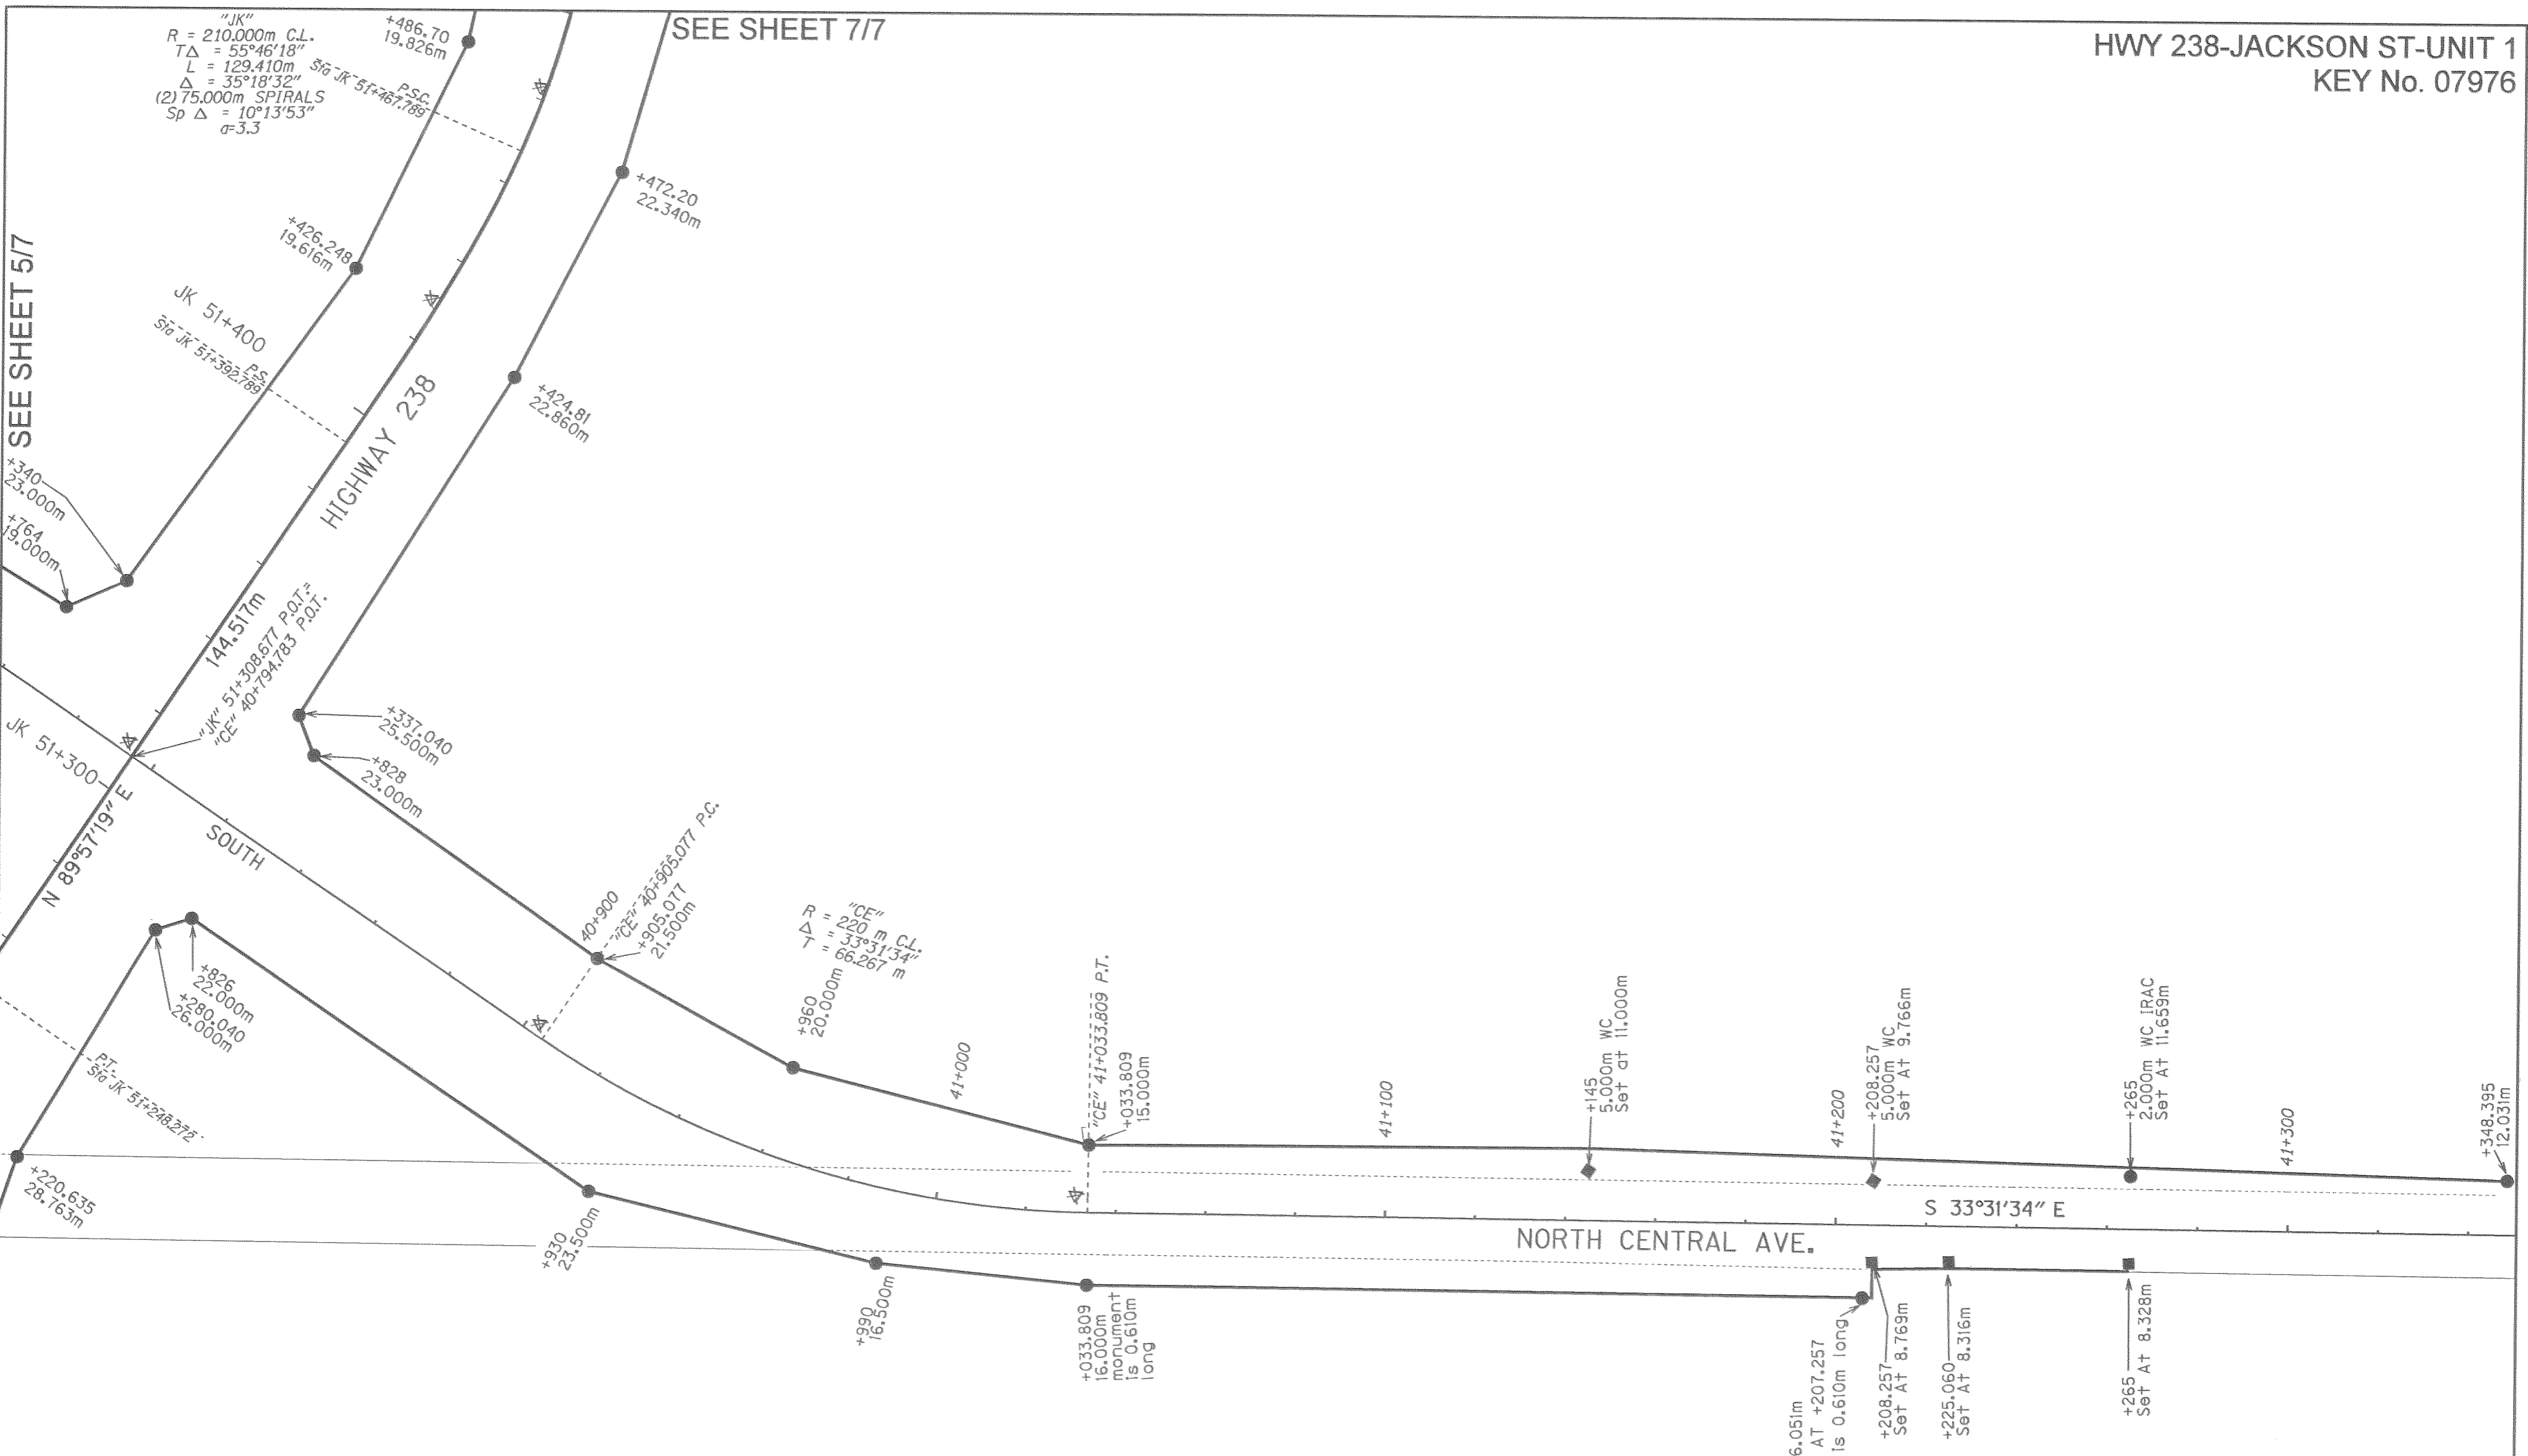 "JK"
R = 210.000m C.L.
T∆ = 55°46'18"
L = 129.410m
∆ = 35°18'32"
(2) 75.000m SPIRALS
Sp ∆ = 10°13'53"
a=3.3
+486.70
19.826m
SEE SHEET 7/7
HWY 238-JACKSON ST-UNIT 1
KEY No. 07976
P.S.C.
Sta JK 51+467.789
+472.20
22.340m
+426.248
19.616m
SEE SHEET 5/7
JK 51+400
P.S.
Sta JK 51+392.789
HIGHWAY 238
+424.81
22.860m
+340
23.000m
+764
19.000m
144.517m
"JK" 51+308.677 P.O.T.=
"CE" 40+794.783 P.O.T.
+337.040
25.500m
+828
23.000m
JK 51+300
N 89°57'19" E
SOUTH
40+900
"CE" 40+905.077 P.C.
+905.077
21.500m
"CE"
R = 220 m C.L.
∆ = 33°31'34"
T = 66.267 m
+960
20.000m
+826
22.000m
+280.040
26.000m
P.T.
Sta JK 51+248.272
+220.635
28.763m
41+000
"CE" 41+033.809 P.T.
+033.809
15.000m
41+100
+145
5.000m WC
Set at 11.000m
41+200
+208.257
5.000m WC
Set At 9.766m
+265
2.000m WC IRAC
Set At 11.659m
41+300
+348.395
12.031m
S 33°31'34" E
NORTH CENTRAL AVE.
+930
23.500m
+990
16.500m
+033.809
16.000m
monument
is 0.610m
long
6.051m
AT +207.257
is 0.610m long
+208.257
Set At 8.769m
+225.060
Set At 8.316m
+265
Set At 8.328m